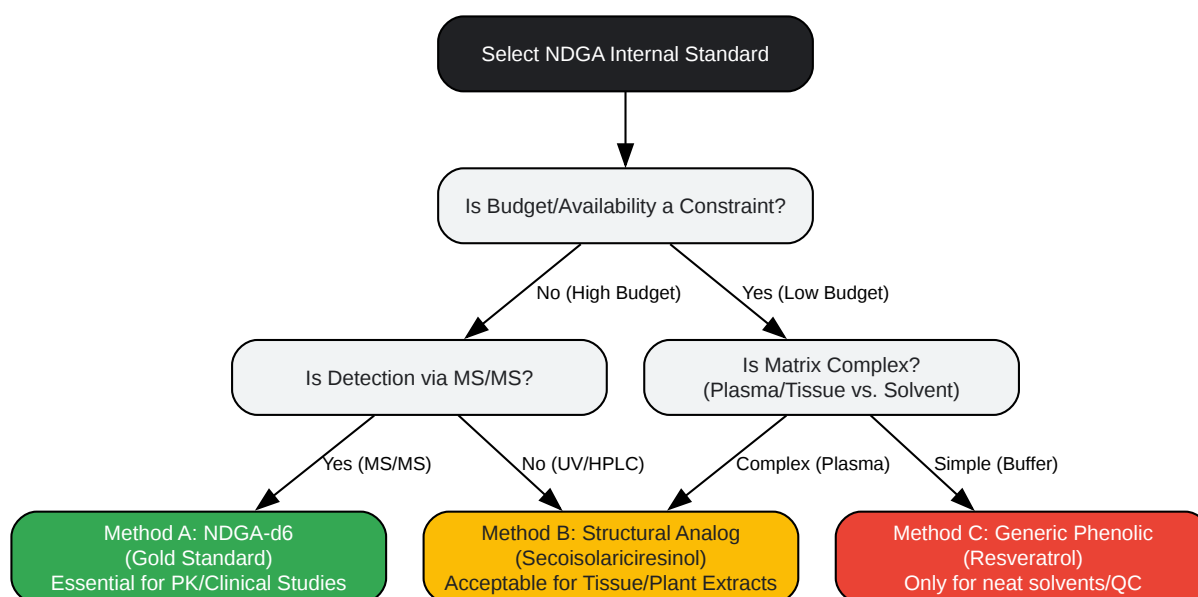 Select NDGA Internal Standard
Is Budget/Availability a Constraint?
No (High Budget)
Yes (Low Budget)
Is Detection via MS/MS?
Is Matrix Complex?
(Plasma/Tissue vs. Solvent)
Yes (MS/MS)
No (UV/HPLC)
Complex (Plasma)
Simple (Buffer)
Method A: NDGA-d6
(Gold Standard)
Essential for PK/Clinical Studies
Method B: Structural Analog
(Secoisolariciresinol)
Acceptable for Tissue/Plant Extracts
Method C: Generic Phenolic
(Resveratrol)
Only for neat solvents/QC